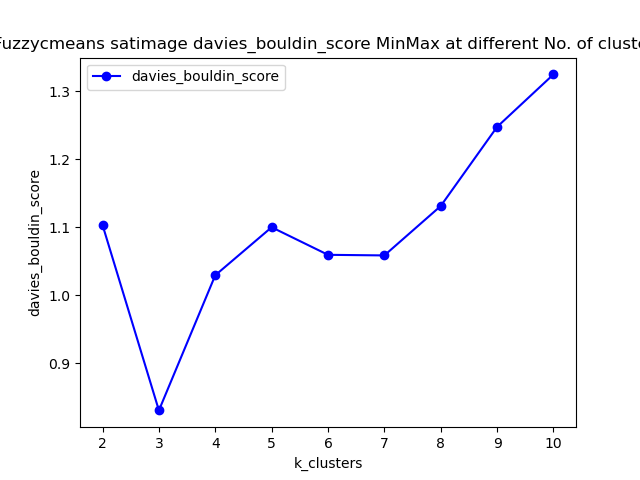 Fuzzycmeans satimage davies_bouldin_score MinMax at different No. of cluste
davies_bouldin_score
1.3
1.2
1.1
1.0
0.9
davies_bouldin_score
2 3 4 5 6 7 8 9 10
k_clusters